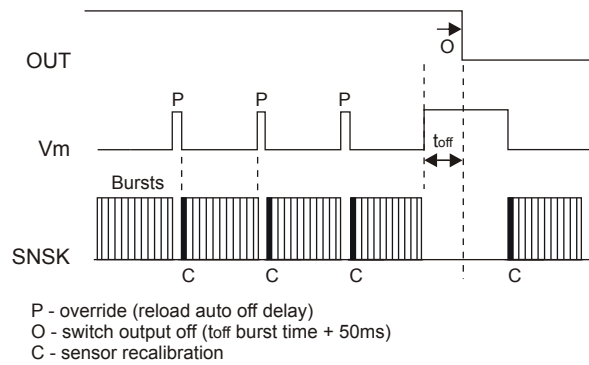 O
OUT
P P P
Vm
toff
Bursts
SNSK
C C C C
P - override (reload auto off delay)
O - switch output off (toff burst time + 50ms)
C - sensor recalibration